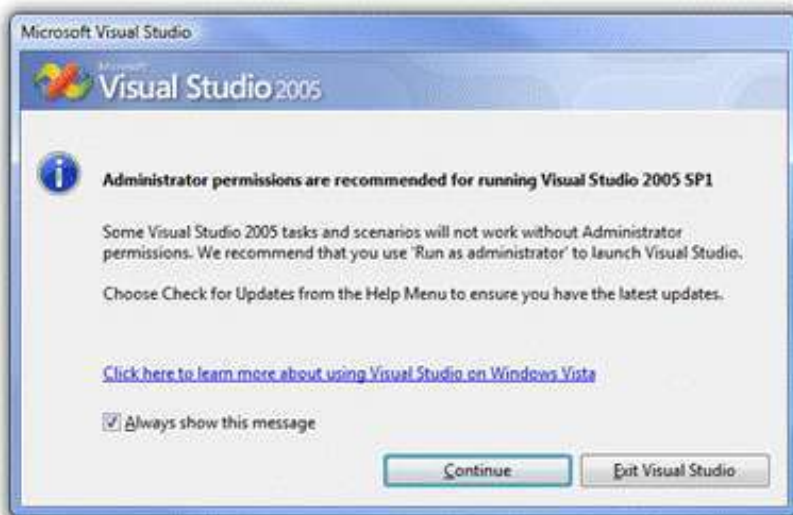 Microsoft Visual Studio
Microsoft
Visual Studio 2005
Administrator permissions are recommended for running Visual Studio 2005 SP1
Some Visual Studio 2005 tasks and scenarios will not work without Administrator
permissions. We recommend that you use 'Run as administrator' to launch Visual Studio.
Choose Check for Updates from the Help Menu to ensure you have the latest updates.
Click here to learn more about using Visual Studio on Windows Vista
Always show this message
Continue
Exit Visual Studio